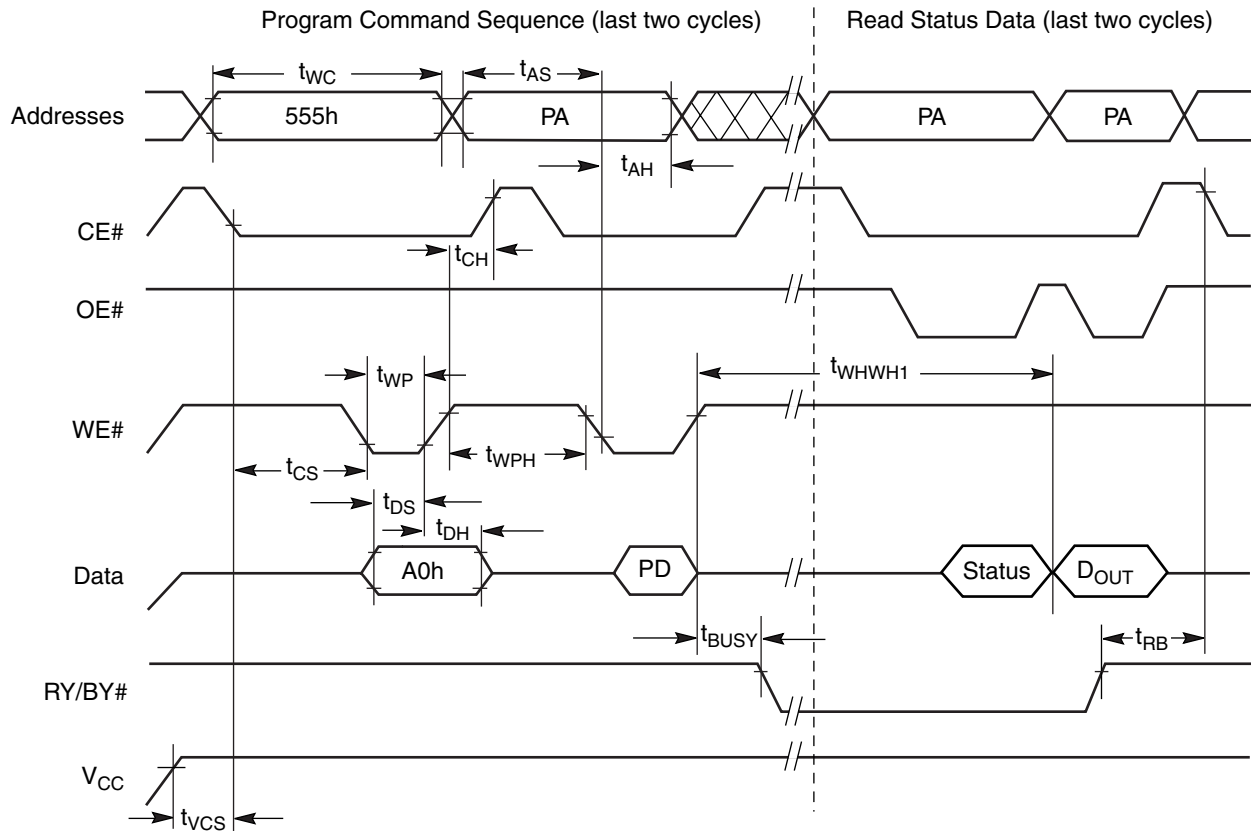 Program Command Sequence (last two cycles) Read Status Data (last two cycles)
tWC tAS
Addresses 555h PA PA PA
tAH
CE#
tCH
OE#
tWP tWHWH1
WE#
tCS tWPH
tDS
tDH
Data A0h PD Status DOUT
tBUSY tRB
RY/BY#
VCC
tVCS